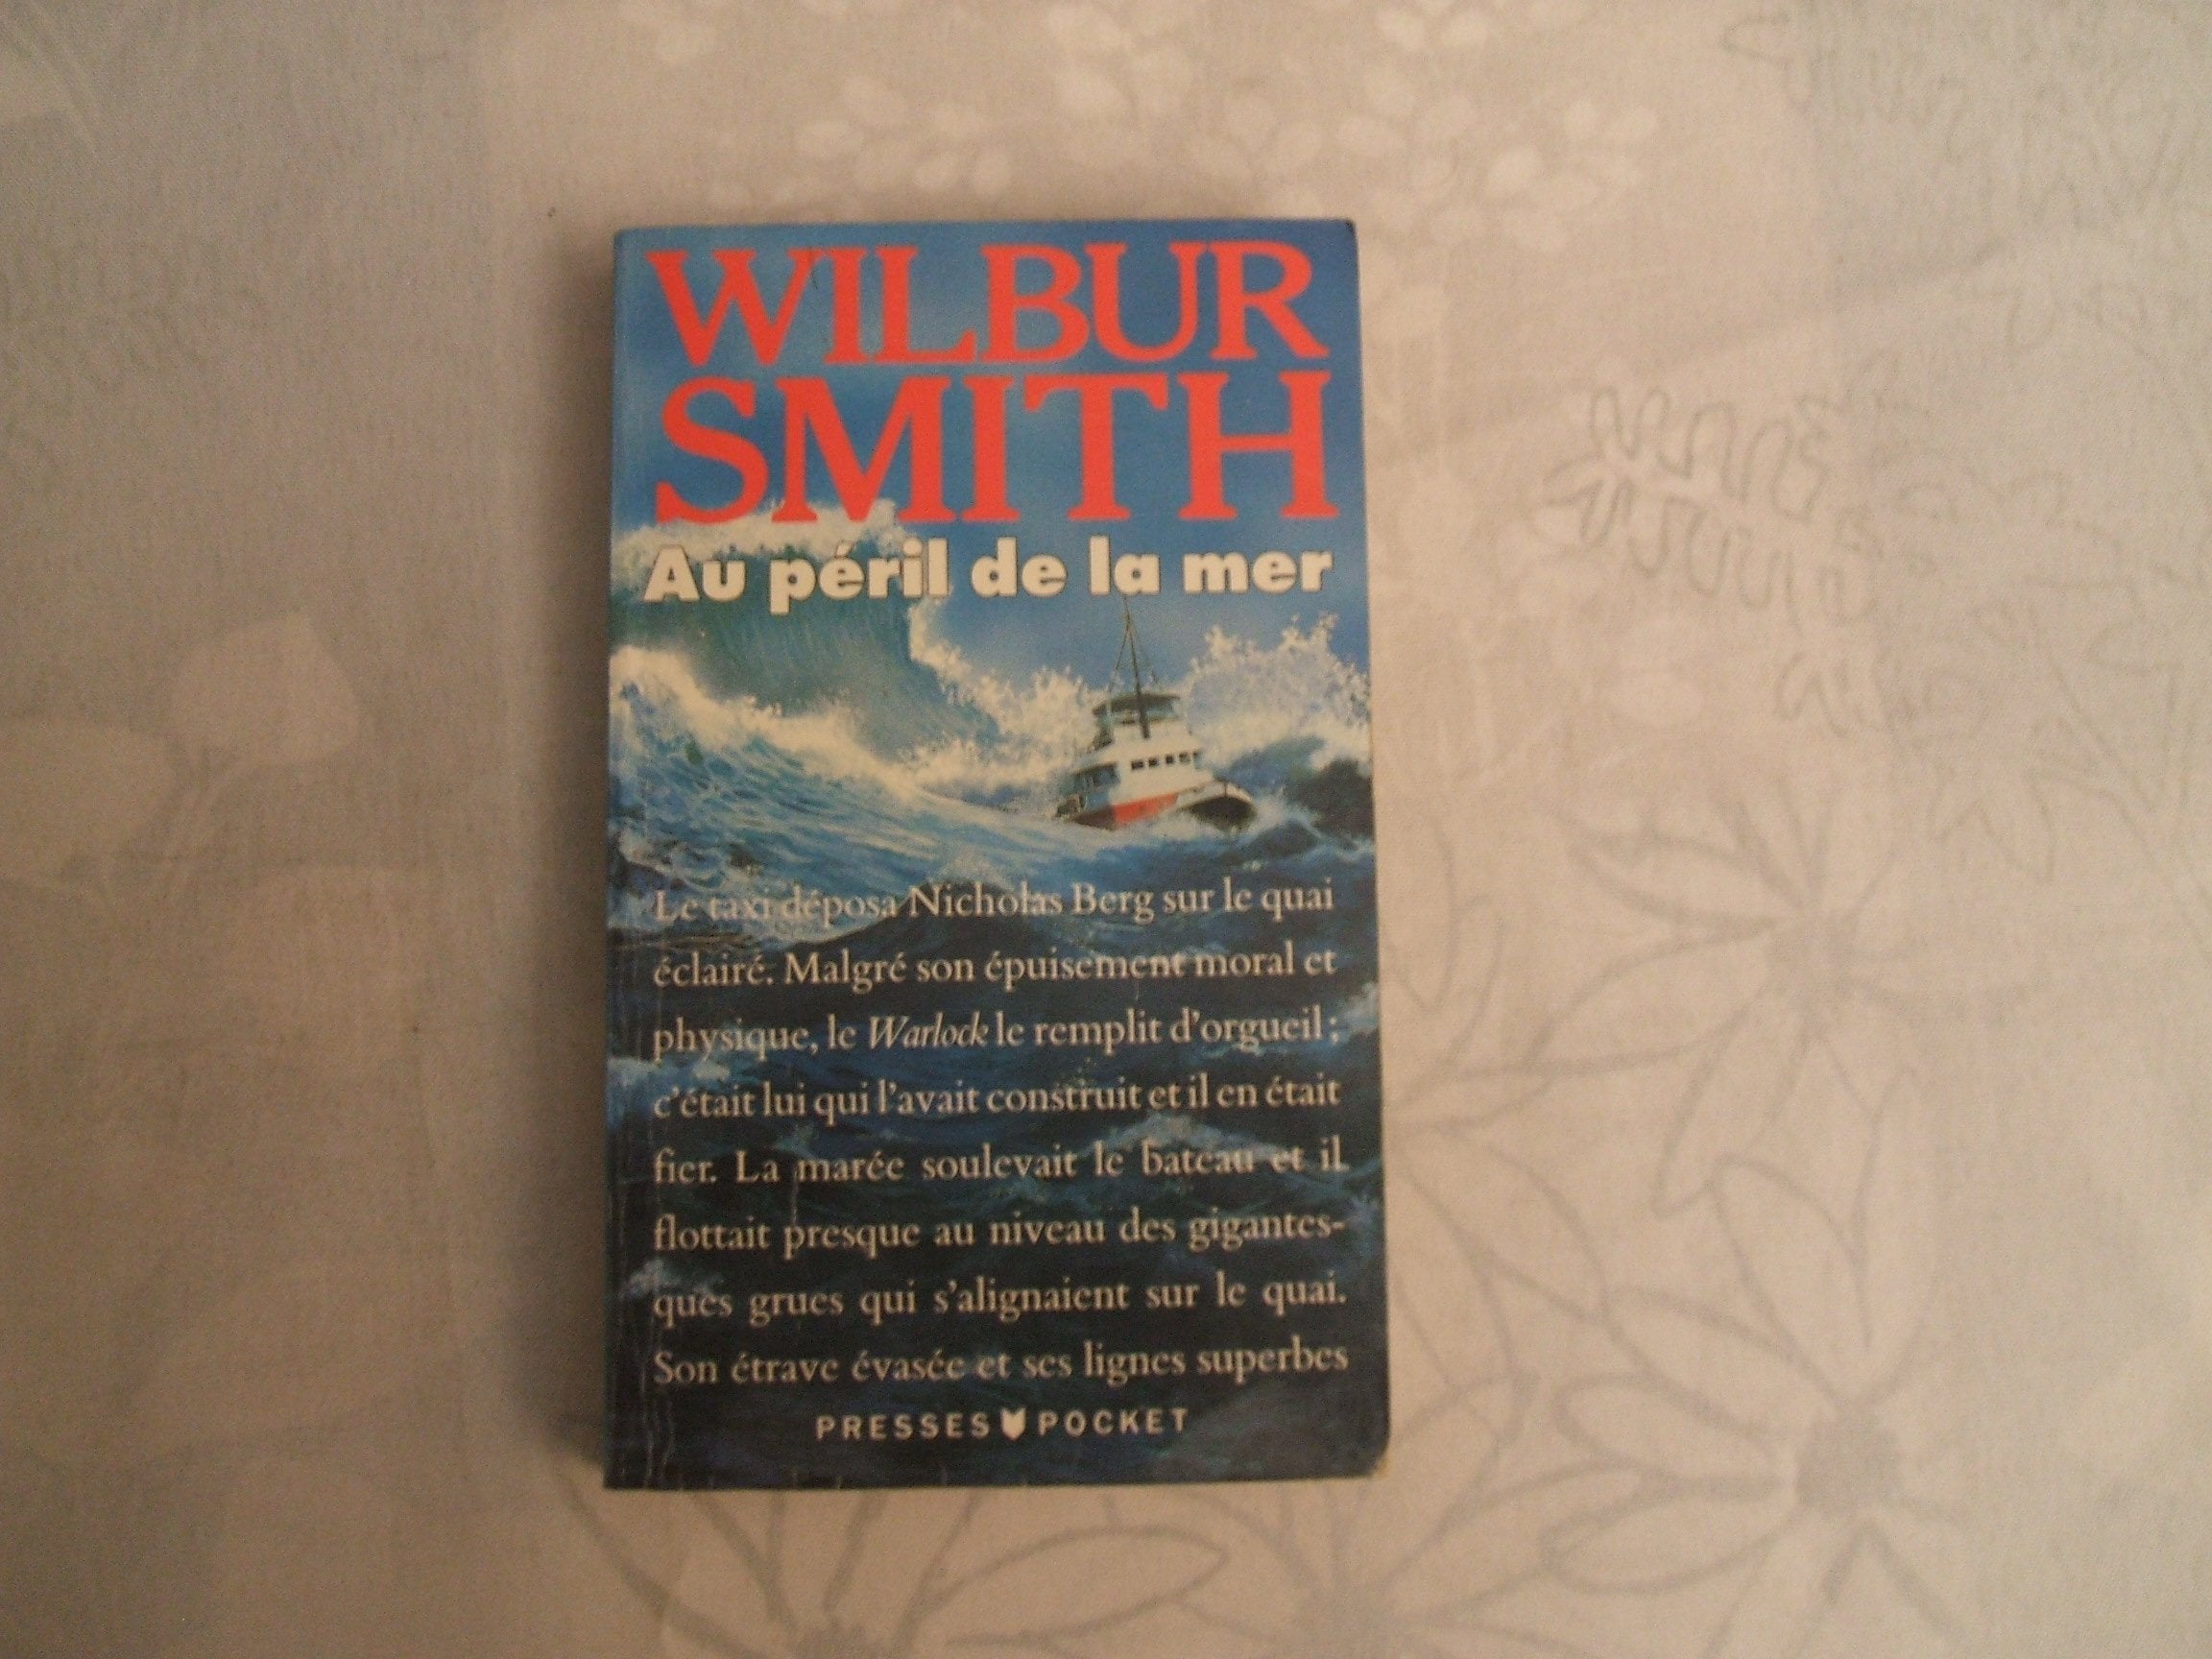 WILBUR
SMITH
Au péril de la mer
Le taxi déposa Nicholas Berg sur le quai
éclairé. Malgré son épuisement moral et
physique, le Warlock le remplit d'orgueil ;
c'était lui qui l'avait construit et il en était
fier. La marée soulevait le bateau et il
flottait presque au niveau des gigantes-
ques grues qui s'alignaient sur le quai.
Son étrave évasée et ses lignes superbes
PRESSES POCKET